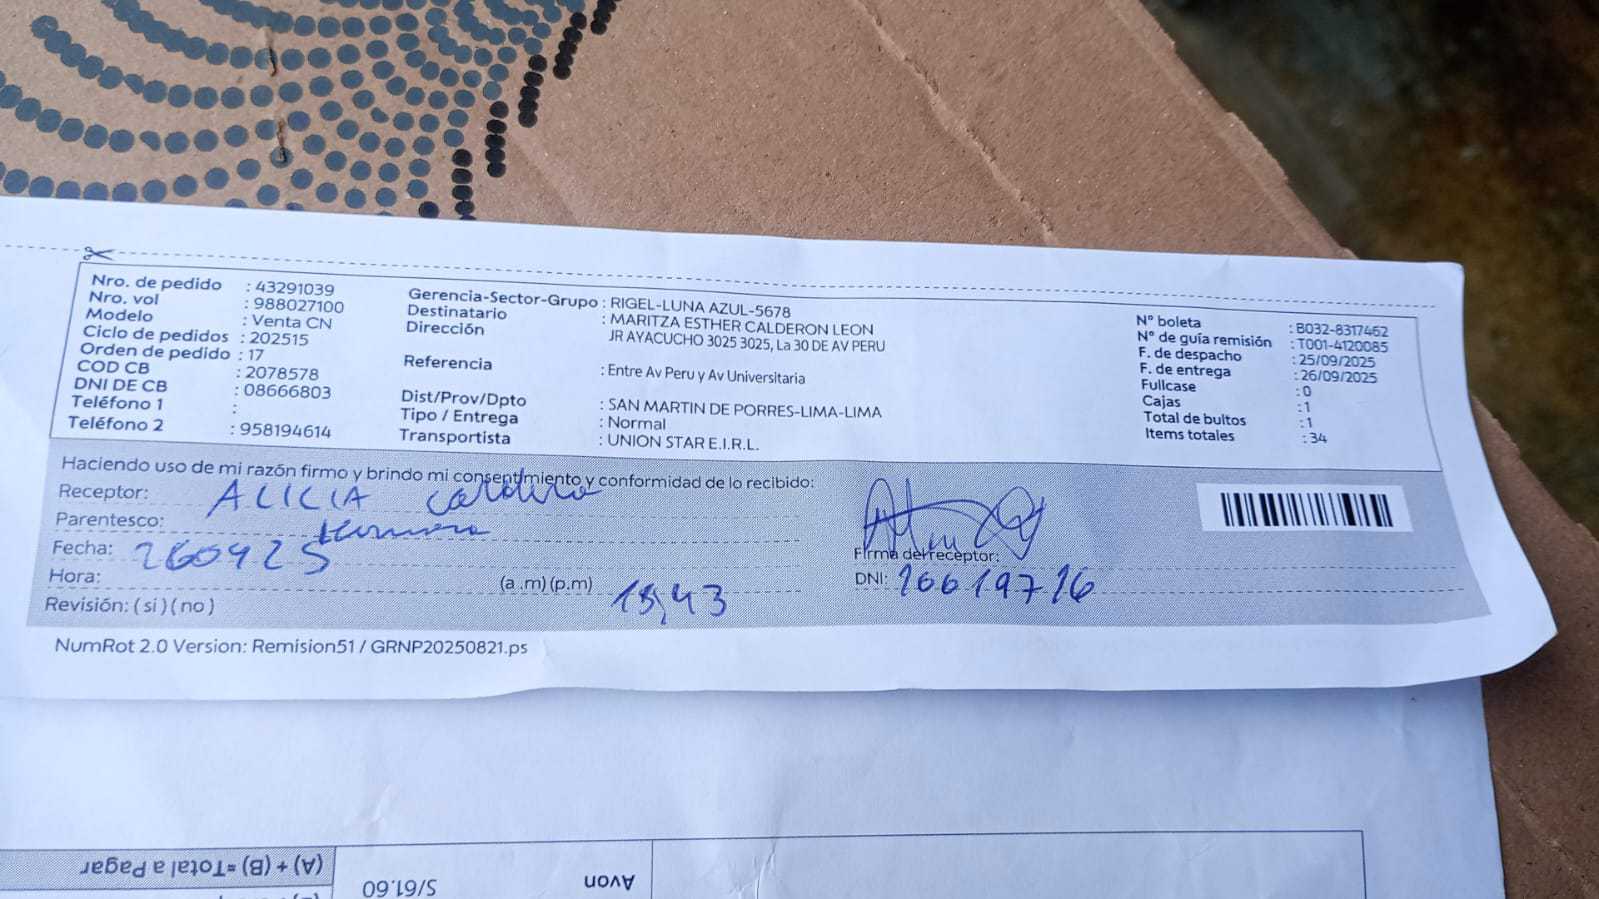 Nro. de pedido : 43291039
Nro. vol : 988027100
Modelo : Venta CN
Ciclo de pedidos : 202515
Orden de pedido : 17
COD CB : 2078578
DNI DE CB : 08666803
Teléfono 1 :
Teléfono 2 : 958194614
Gerencia-Sector-Grupo : RIGEL-LUNA AZUL-5678
Destinatario : MARITZA ESTHER CALDERON LEON
Dirección JR AYACUCHO 3025 3025, La 30 DE AV PERU
Referencia : Entre Av Peru y Av Universitaria
Dist/Prov/Dpto : SAN MARTIN DE PORRES-LIMA-LIMA
Tipo / Entrega : Normal
Transportista : UNION STAR E.I.R.L.
N° boleta : B032-8317462
N° de guía remisión : T001-4120085
F. de despacho : 25/09/2025
F. de entrega : 26/09/2025
Fullcase : 0
Cajas : 1
Total de bultos : 1
Items totales : 34
Haciendo uso de mi razón firmo y brindo mi consentimiento y conformidad de lo recibido:
Receptor: ALICIA
Parentesco:
Fecha: 260925
Hora: (a .m) (p.m) 15,43
Revisión: ( si ) ( no )
Firma del receptor:
DNI: 16619716
NumRot 2.0 Version: Remision51 / GRNP20250821.ps
(A) + (B) =Total a Pagar
S/61.60
Avon